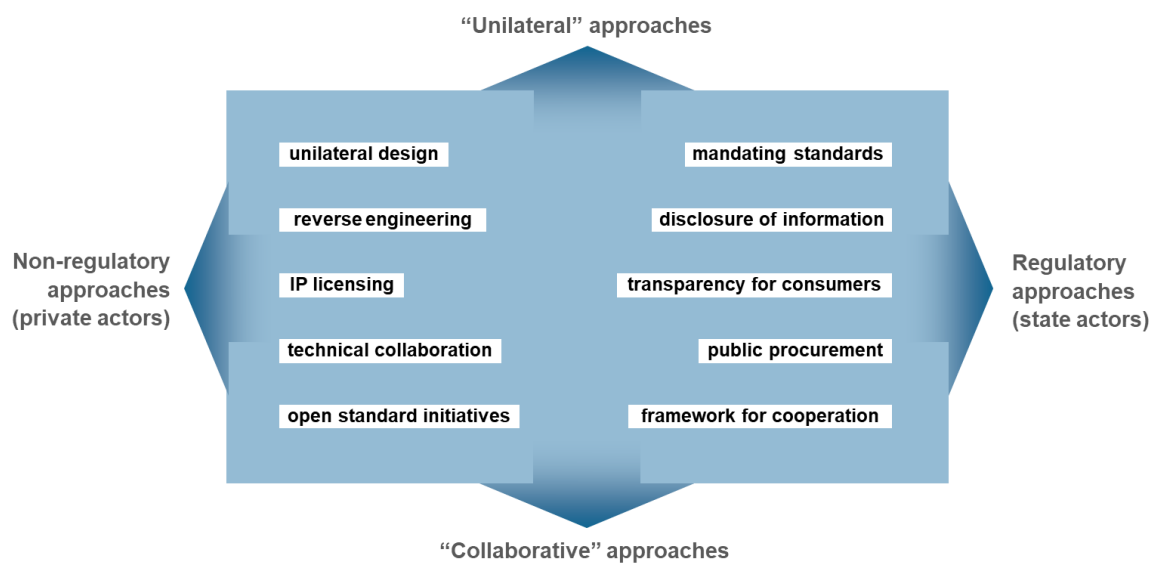 “Unilateral” approaches
unilateral design
mandating standards
reverse engineering
disclosure of information
Non-regulatory
approaches
(private actors)
IP licensing
transparency for consumers
Regulatory
approaches
(state actors)
technical collaboration
public procurement
open standard initiatives
framework for cooperation
“Collaborative” approaches